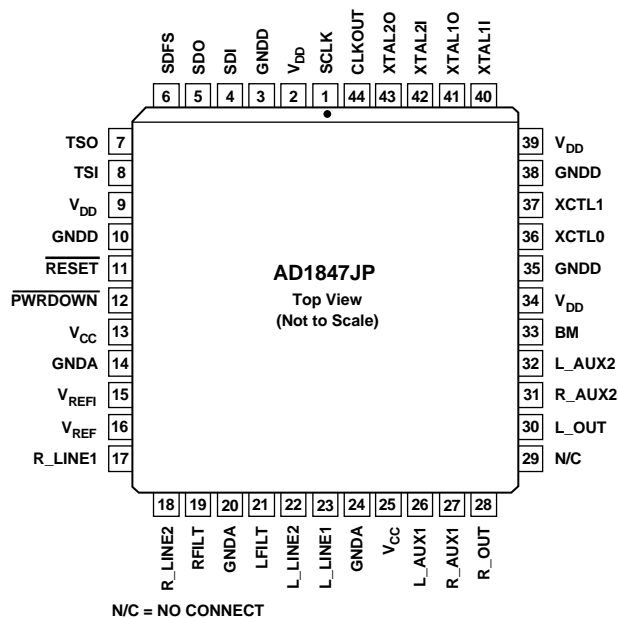 SDFS SDO SDI GNDD VDD SCLK CLKOUT XTAL2O XTAL2I XTAL1O XTAL1I
6 5 4 3 2 1 44 43 42 41 40
TSO 7
TSI 8
VDD 9
GNDD 10
RESET 11
PWRDOWN 12
VCC 13
GNDA 14
VREFI 15
VREF 16
R_LINE1 17
AD1847JP
Top View
(Not to Scale)
39 VDD
38 GNDD
37 XCTL1
36 XCTL0
35 GNDD
34 VDD
33 BM
32 L_AUX2
31 R_AUX2
30 L_OUT
29 N/C
18 19 20 21 22 23 24 25 26 27 28
R_LINE2 RFILT GNDA LFILT L_LINE2 L_LINE1 GNDA VCC L_AUX1 R_AUX1 R_OUT
N/C = NO CONNECT